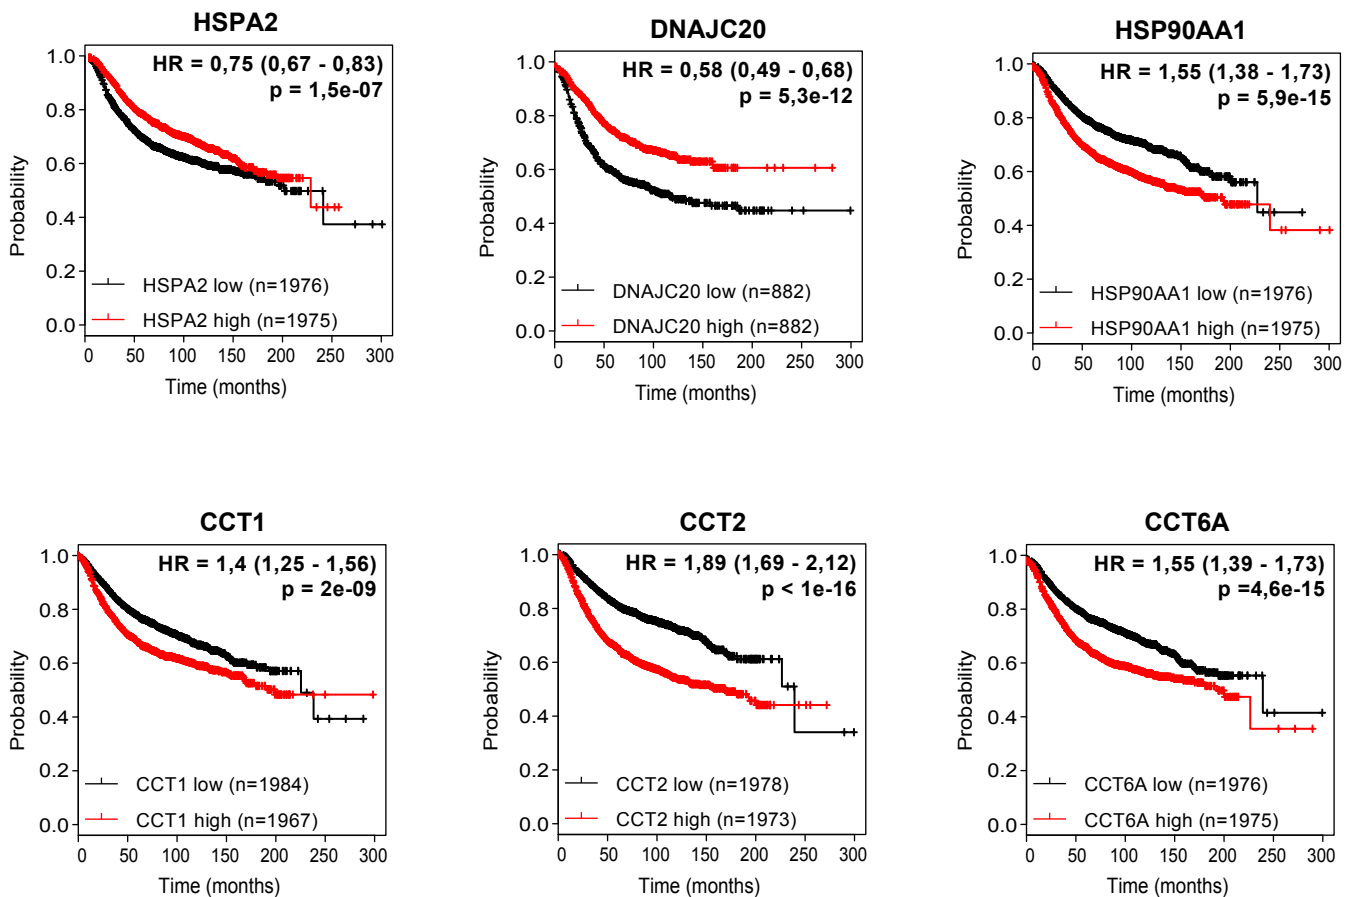 HSPA2
HR = 0,75 (0,67 - 0,83)
p = 1,5e-07
Probability
1.0
0.8
0.6
0.4
0.2
0.0
HSPA2 low (n=1976)
HSPA2 high (n=1975)
0 50 100 150 200 250 300
Time (months)
DNAJC20
HR = 0,58 (0,49 - 0,68)
p = 5,3e-12
Probability
1.0
0.8
0.6
0.4
0.2
0.0
DNAJC20 low (n=882)
DNAJC20 high (n=882)
0 50 100 150 200 250 300
Time (months)
HSP90AA1
HR = 1,55 (1,38 - 1,73)
p = 5,9e-15
Probability
1.0
0.8
0.6
0.4
0.2
0.0
HSP90AA1 low (n=1976)
HSP90AA1 high (n=1975)
0 50 100 150 200 250 300
Time (months)
CCT1
HR = 1,4 (1,25 - 1,56)
p = 2e-09
Probability
1.0
0.8
0.6
0.4
0.2
0.0
CCT1 low (n=1984)
CCT1 high (n=1967)
0 50 100 150 200 250 300
Time (months)
CCT2
HR = 1,89 (1,69 - 2,12)
p < 1e-16
Probability
1.0
0.8
0.6
0.4
0.2
0.0
CCT2 low (n=1978)
CCT2 high (n=1973)
0 50 100 150 200 250 300
Time (months)
CCT6A
HR = 1,55 (1,39 - 1,73)
p =4,6e-15
Probability
1.0
0.8
0.6
0.4
0.2
0.0
CCT6A low (n=1976)
CCT6A high (n=1975)
0 50 100 150 200 250 300
Time (months)